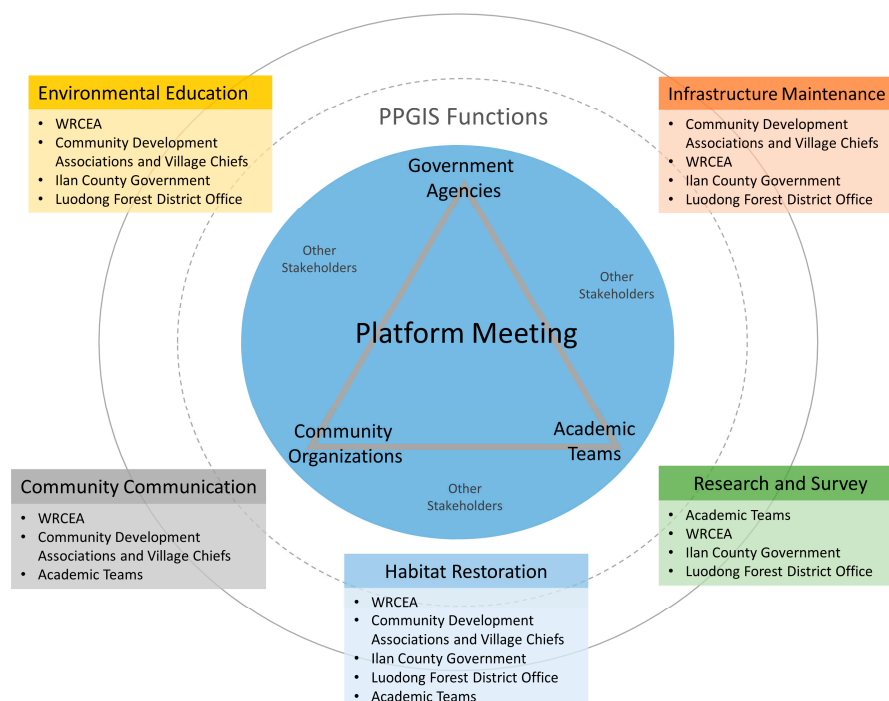 Environmental Education
• WRCEA
• Community Development
Associations and Village Chiefs
• Ilan County Government
• Luodong Forest District Office
Infrastructure Maintenance
• Community Development
Associations and Village Chiefs
• WRCEA
• Ilan County Government
• Luodong Forest District Office
PPGIS Functions
Government
Agencies
Other
Stakeholders
Other
Stakeholders
Platform Meeting
Community
Organizations
Academic
Teams
Other
Stakeholders
Community Communication
• WRCEA
• Community Development
Associations and Village Chiefs
• Academic Teams
Research and Survey
• Academic Teams
• WRCEA
• Ilan County Government
• Luodong Forest District Office
Habitat Restoration
• WRCEA
• Community Development
Associations and Village Chiefs
• Ilan County Government
• Luodong Forest District Office
• Academic Teams